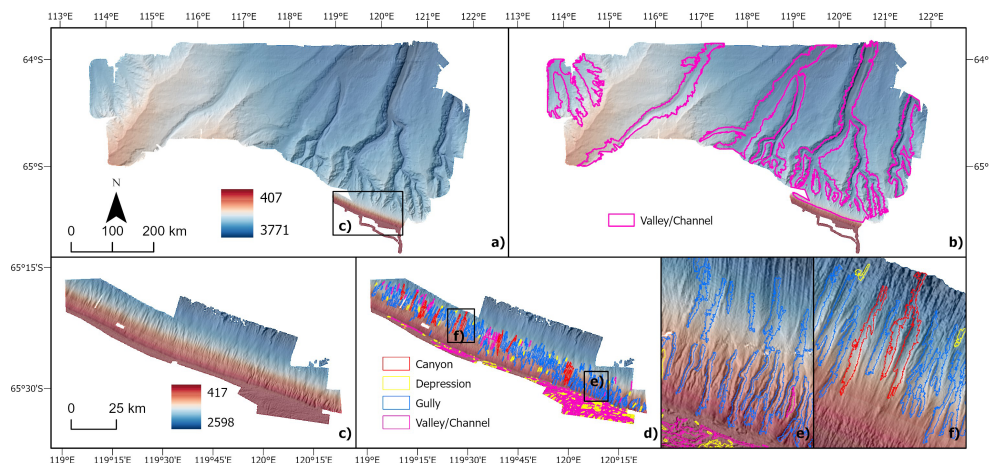 113°E 114°E 115°E 116°E 117°E 118°E 119°E 120°E 121°E 122°E 113°E 114°E 115°E 116°E 117°E 118°E 119°E 120°E 121°E 122°E
64°S
64°S
65°S
65°S
N
407
3771
0 100 200 km
c)
a)
Valley/Channel
b)
65°15'S
65°30'S
417
2598
0 25 km
c)
f)
e)
Canyon
Depression
Gully
Valley/Channel
d)
e)
f)
119°E 119°15'E 119°30'E 119°45'E 120°E 120°15'E 119°E 119°15'E 119°30'E 119°45'E 120°E 120°15'E